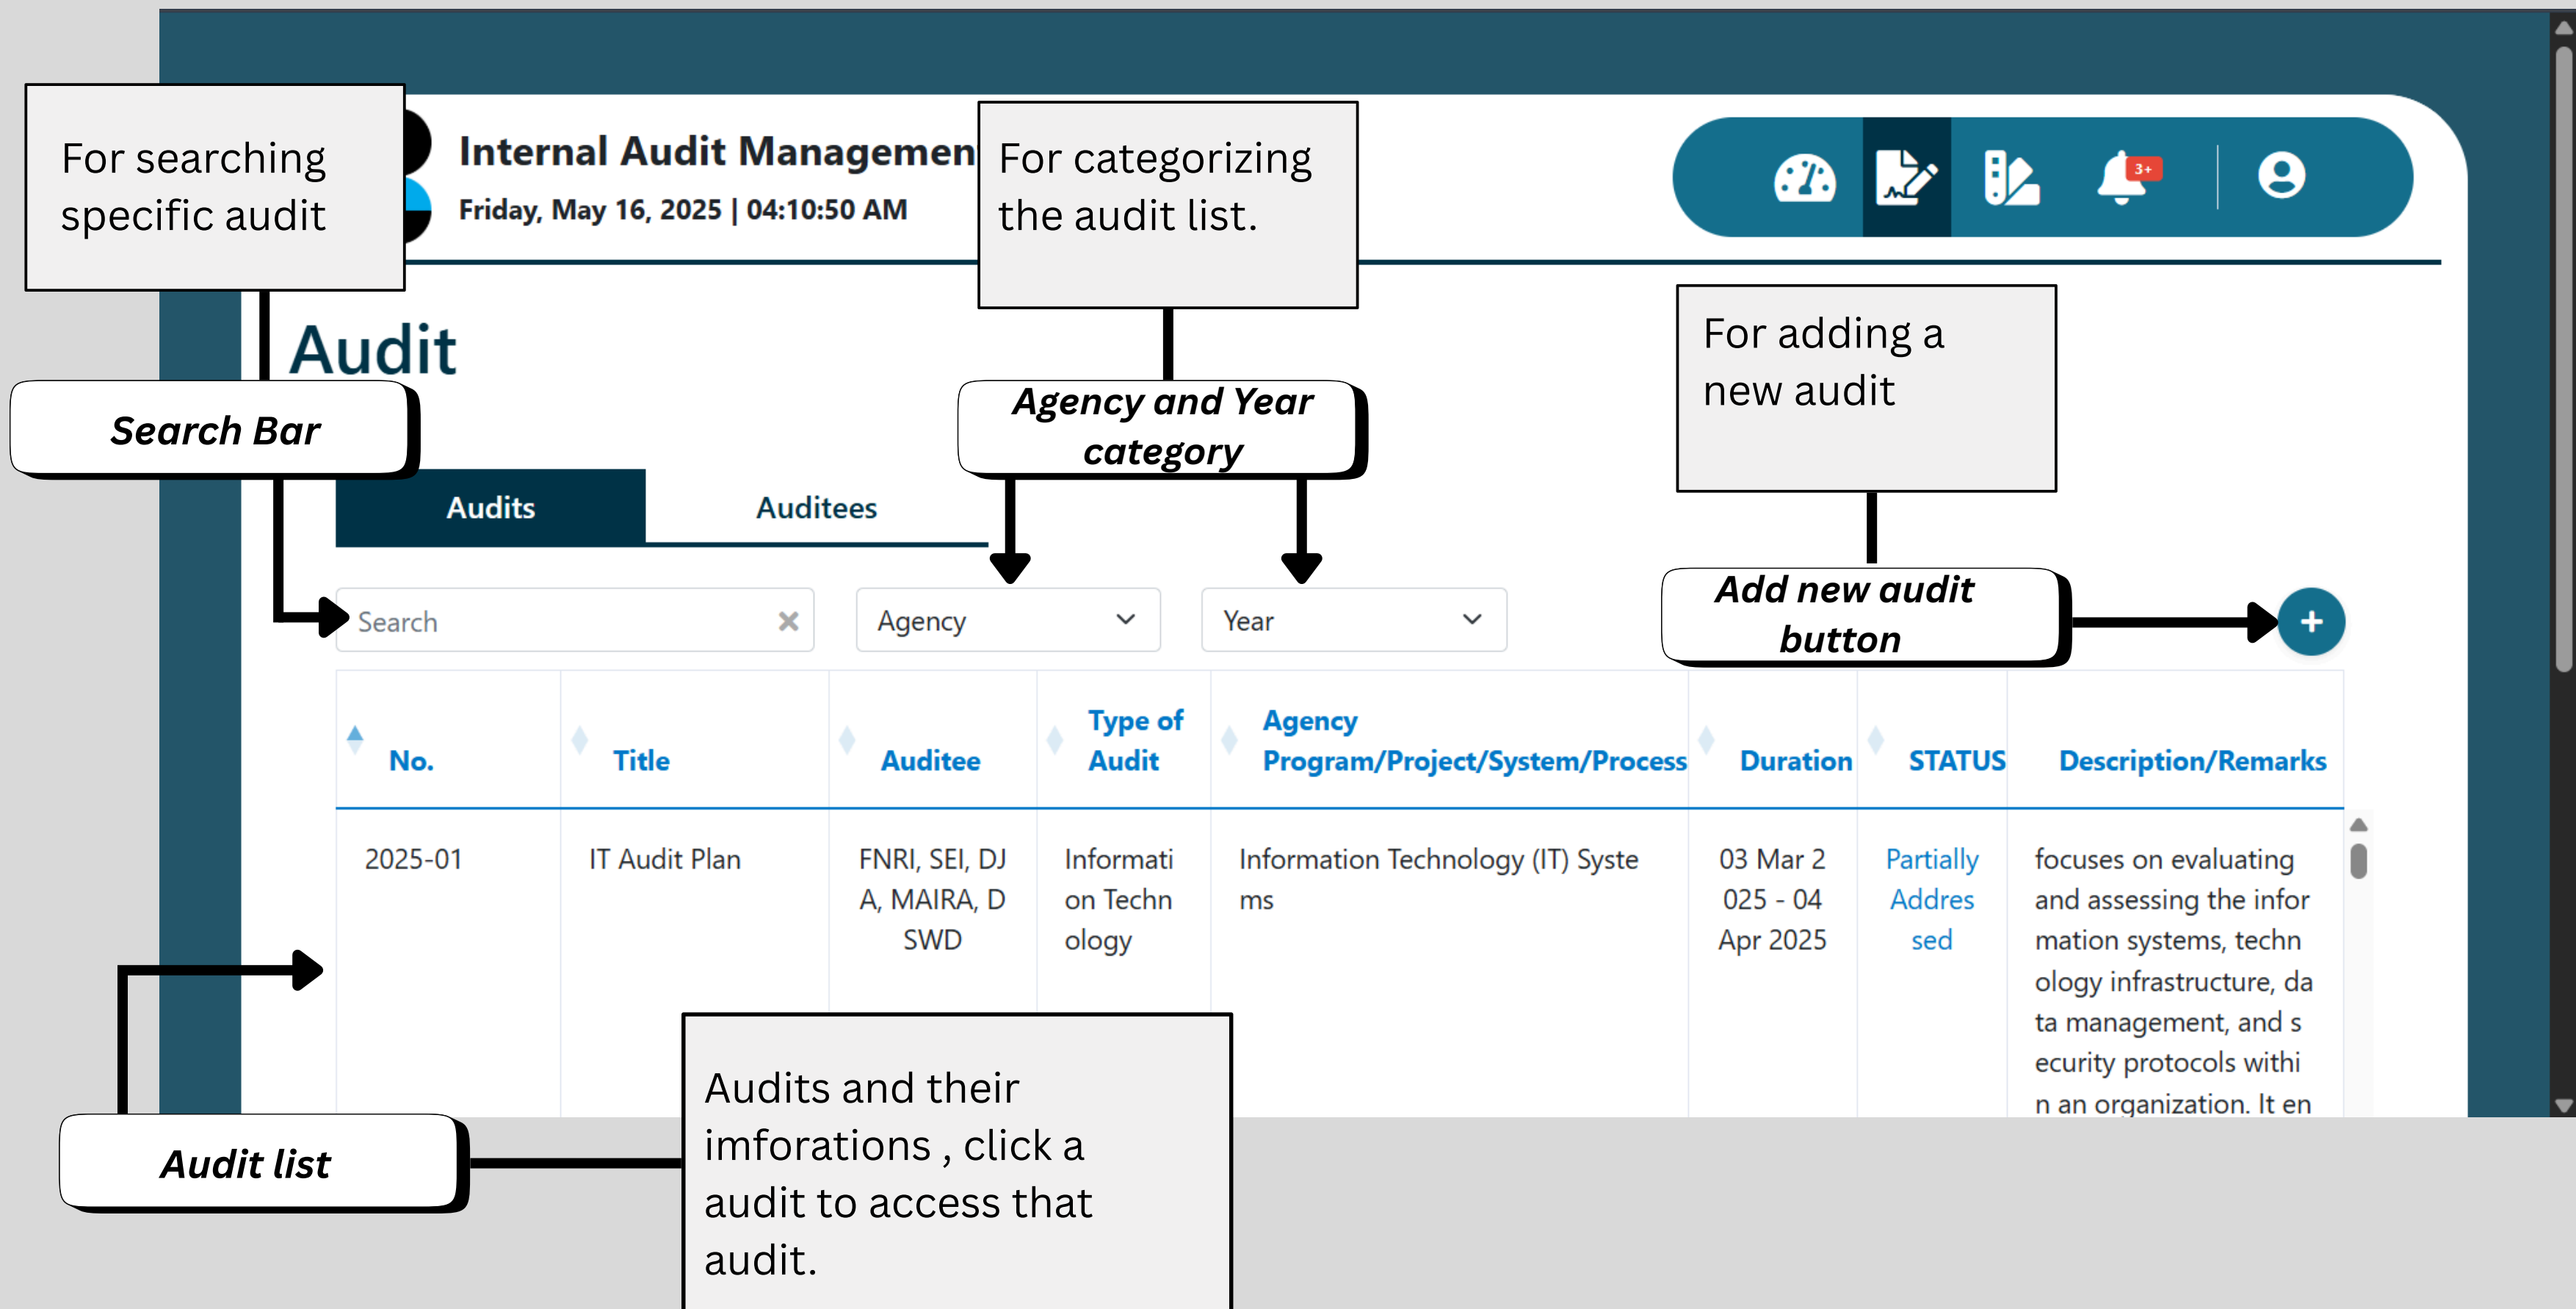 For searching
specific audit
Internal Audit Managemen
Friday, May 16, 2025 | 04:10:50 AM
For categorizing
the audit list.
3+
For adding a
new audit
Audit
Search Bar
Agency and Year
category
Audits
Auditees
Search
Agency
Year
Add new audit
button
+
No.
Title
Auditee
Type of
Audit
Agency
Program/Project/System/Process
Duration
STATUS
Description/Remarks
2025-01
IT Audit Plan
FNRI, SEI, DJ
A, MAIRA, D
SWD
Informati
on Techn
ology
Information Technology (IT) Syste
ms
03 Mar 2
025 - 04
Apr 2025
Partially
Addres
sed
focuses on evaluating
and assessing the infor
mation systems, techn
ology infrastructure, da
ta management, and s
ecurity protocols withi
n an organization. It en
Audit list
Audits and their
imforations , click a
audit to access that
audit.